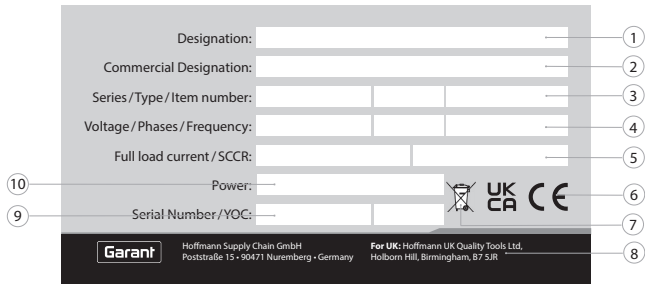 Designation: 1
Commercial Designation: 2
Series/Type/Item number: 3
Voltage/Phases/Frequency: 4
Full load current/SCCR: 5
10 Power: UK CA CE 6
9 Serial Number/YOC: 7
Garant
Hoffmann Supply Chain GmbH
Poststraße 15 • 90471 Nuremberg • Germany
For UK: Hoffmann UK Quality Tools Ltd,
Holborn Hill, Birmingham, B7 5JR
8